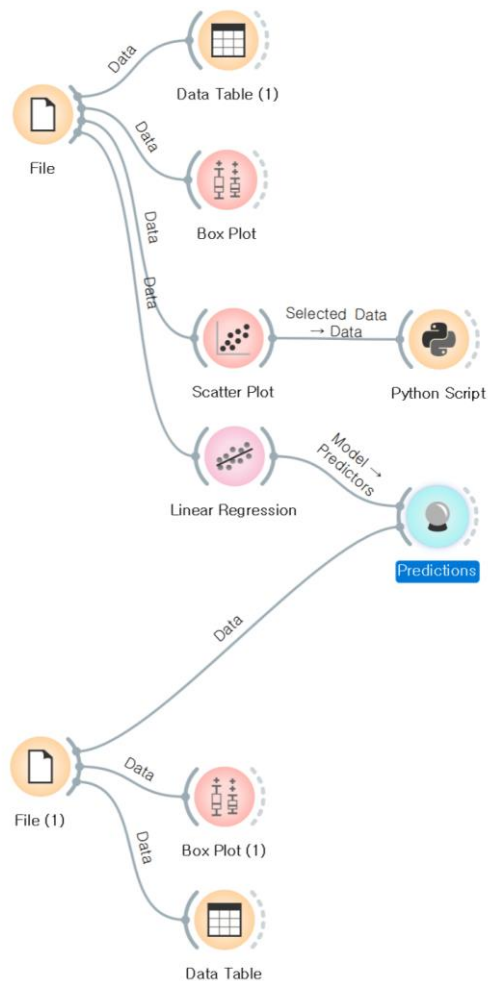 Data
Data Table (1)
File
Data
Box Plot
Data
Data
Selected Data
→ Data
Scatter Plot
Python Script
Model →
Predictors
Linear Regression
Predictions
Data
File (1)
Data
Box Plot (1)
Data
Data Table